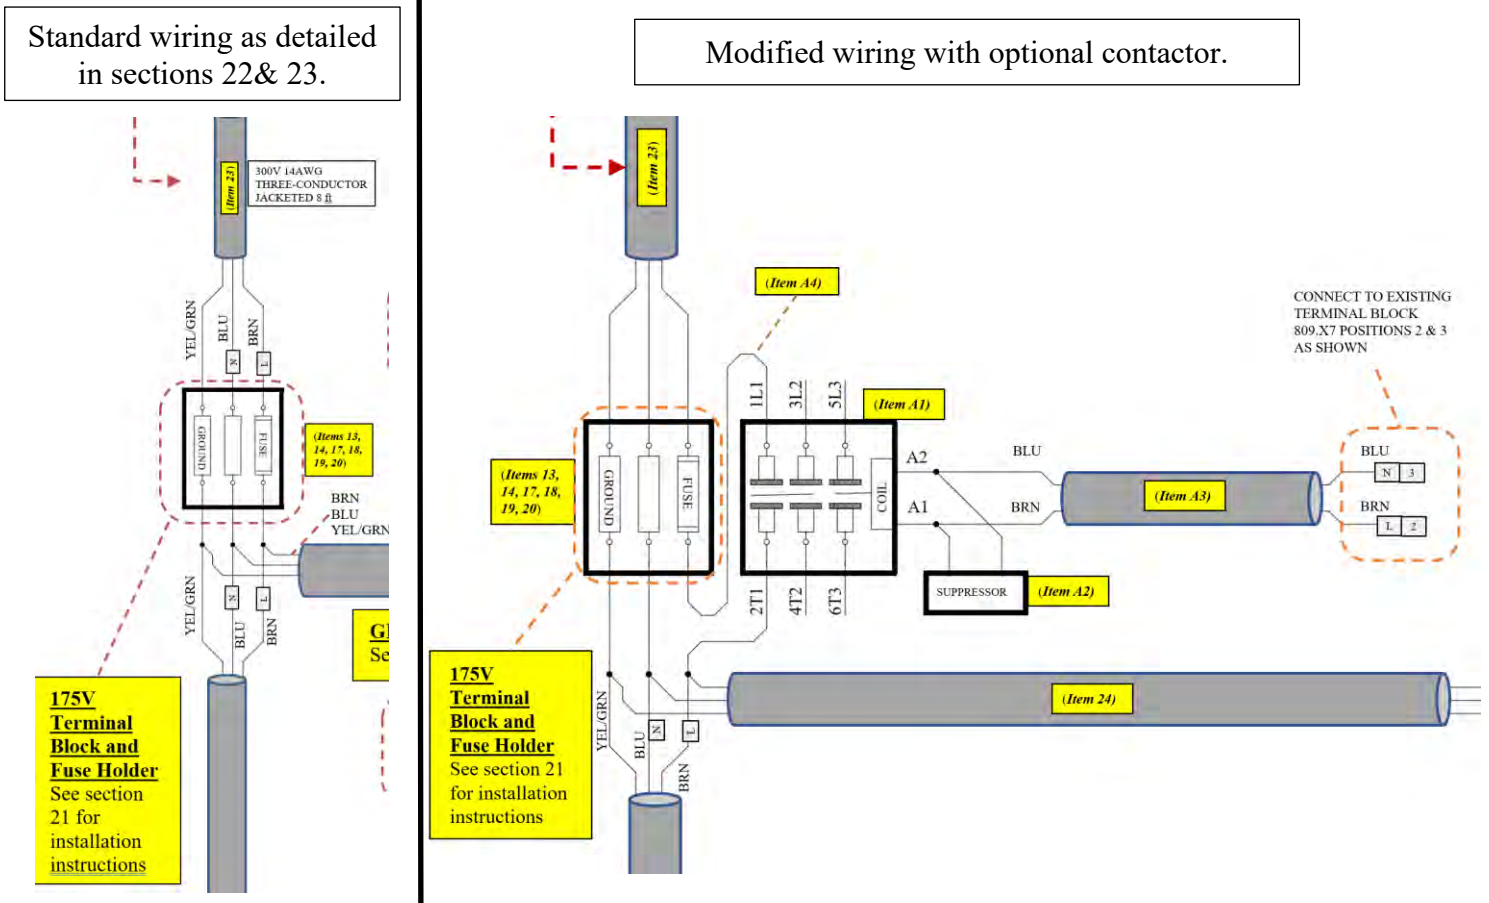 Standard wiring as detailed
in sections 22& 23.
(Item 23)
300V 14AWG
THREE-CONDUCTOR
JACKETED 8 ft
YEL/GRN
BLU
BRN
N
L
GROUND
FUSE
(Items 13,
14, 17, 18,
19, 20)
BRN
BLU
YEL/GRN
YEL/GRN
N
L
BLU
BRN
175V
Terminal
Block and
Fuse Holder
See section
21 for
installation
instructions
Modified wiring with optional contactor.
(Item 23)
(Item A4)
CONNECT TO EXISTING
TERMINAL BLOCK
809.X7 POSITIONS 2 & 3
AS SHOWN
1L1
3L2
5L3
(Item A1)
(Items 13,
14, 17, 18,
19, 20)
GROUND
FUSE
COIL
A2
A1
BLU
BRN
(Item A3)
BLU
N 3
BRN
L 2
2T1
4T2
6T3
SUPPRESSOR
(Item A2)
175V
Terminal
Block and
Fuse Holder
See section 21
for installation
instructions
(Item 24)
YEL/GRN
BLU
N
L
BRN